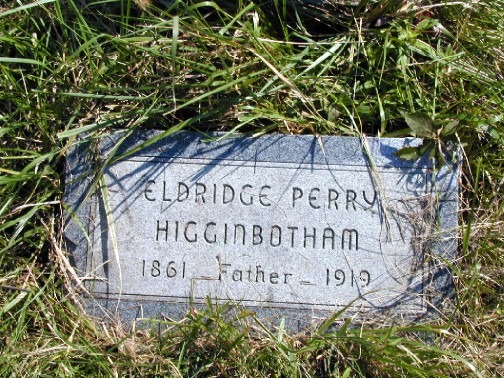 ELDRIDGE PERRY
HIGGINBOTHAM
1861 – Father – 1919